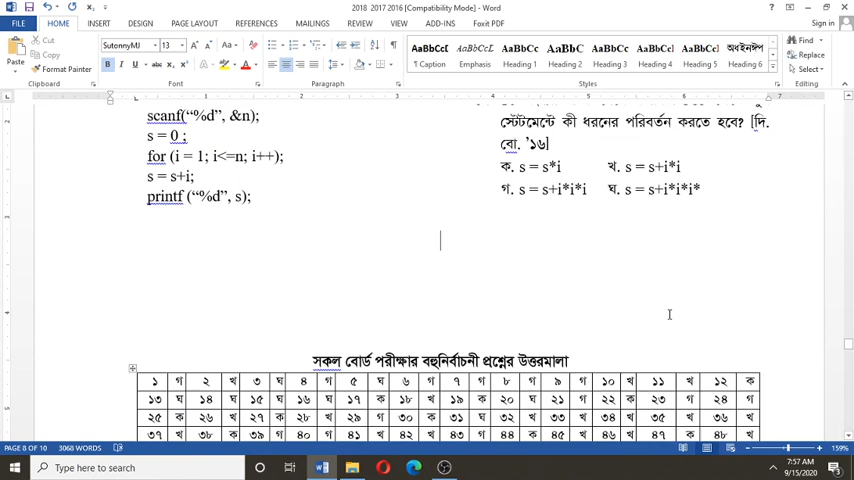 2018 2017 2016 [Compatibility Mode] - Word
Sign in
FILE HOME INSERT DESIGN PAGE LAYOUT REFERENCES MAILINGS REVIEW VIEW ADD-INS Foxit PDF
Paste
Cut
Copy
Format Painter
Clipboard
SutonnyMJ 13
Font
Paragraph
AaBbCcI AaBbCcI AaBbCc AaBbC AaBbCc AaBbCc AaBbCc অধইনঈপ
¶ Caption Emphasis Heading 1 Heading 2 Heading 3 Heading 4 Heading 5 Heading 6
Styles
Find
Replace
Select
Editing
scanf("%d", &n);
s = 0 ;
for (i = 1; i<=n; i++);
s = s+i;
printf ("%d", s);
স্টেটমেন্টে কী ধরনের পরিবর্তন করতে হবে? [দি.
বো. '১৬]
ক. s = s*i খ. s = s+i*i
গ. s = s+i*i*i ঘ. s = s+i*i*i*
সকল বোর্ড পরীক্ষার বহুনির্বাচনী প্রশ্নের উত্তরমালা
১ গ ২ খ ৩ ঘ ৪ গ ৫ ঘ ৬ গ ৭ গ ৮ গ ৯ গ ১০ খ ১১ খ ১২ ক
১৩ ঘ ১৪ ঘ ১৫ ঘ ১৬ ঘ ১৭ ক ১৮ খ ১৯ ক ২০ ঘ ২১ গ ২২ ক ২৩ গ ২৪ গ
২৫ ক ২৬ খ ২৭ ক ২৮ খ ২৯ গ ৩০ ক ৩১ ঘ ৩২ খ ৩৩ খ ৩৪ খ ৩৫ খ ৩৬ খ
৩৭ খ ৩৮ ক ৩৯ গ ৪০ গ ৪১ খ ৪২ খ ৪৩ গ ৪৪ ক ৪৫ খ ৪৬ খ ৪৭ ক ৪৮ খ
PAGE 8 OF 10 3068 WORDS 159%
Type here to search
7:57 AM
9/15/2020